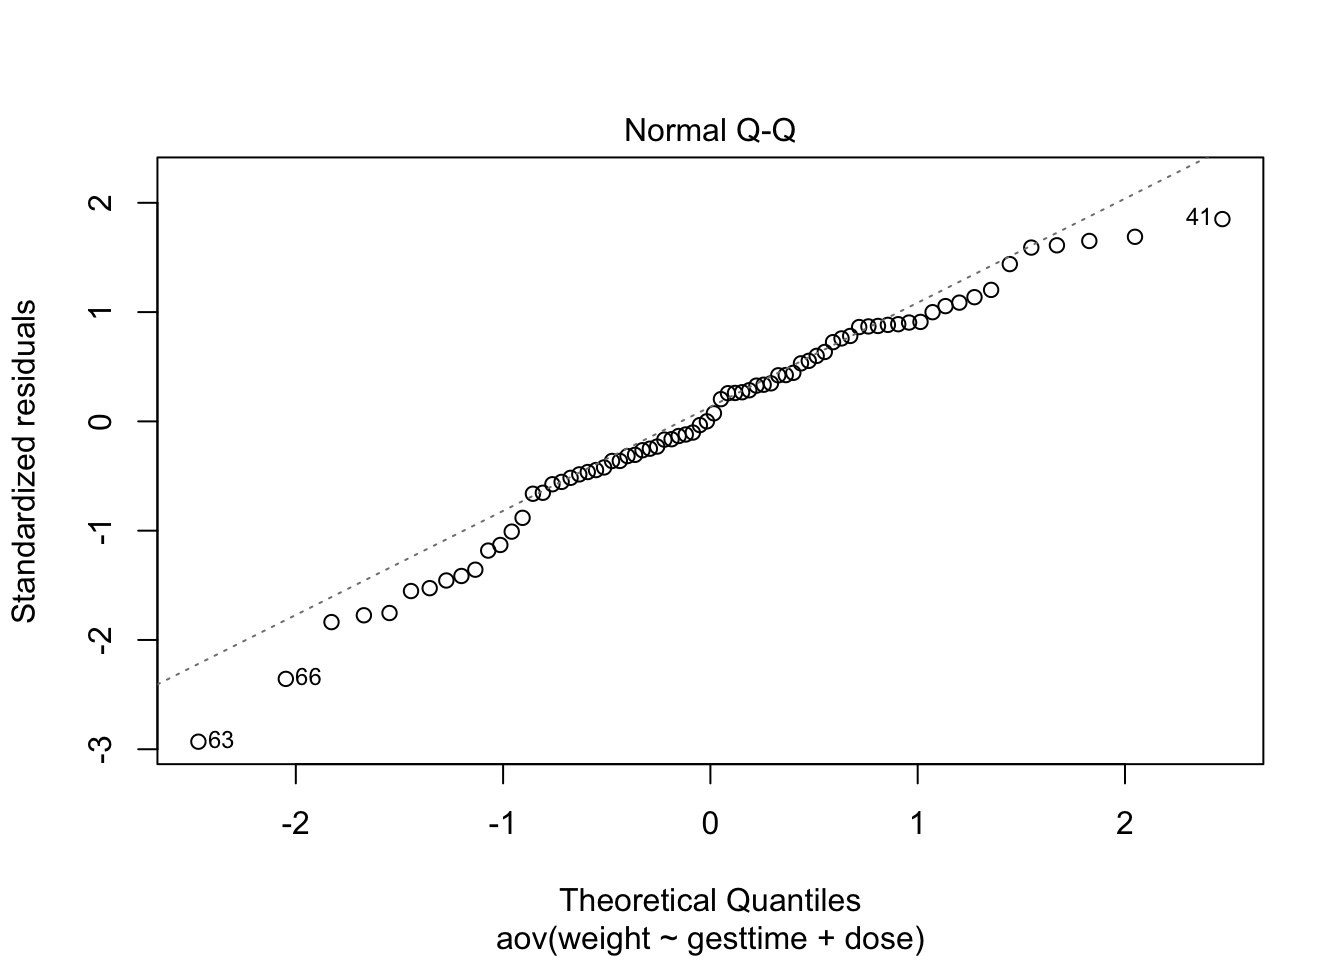 Normal Q-Q
Standardized residuals
2
1
0
-1
-2
-3
41
66
63
-2 -1 0 1 2
Theoretical Quantiles
aov(weight ~ gesttime + dose)